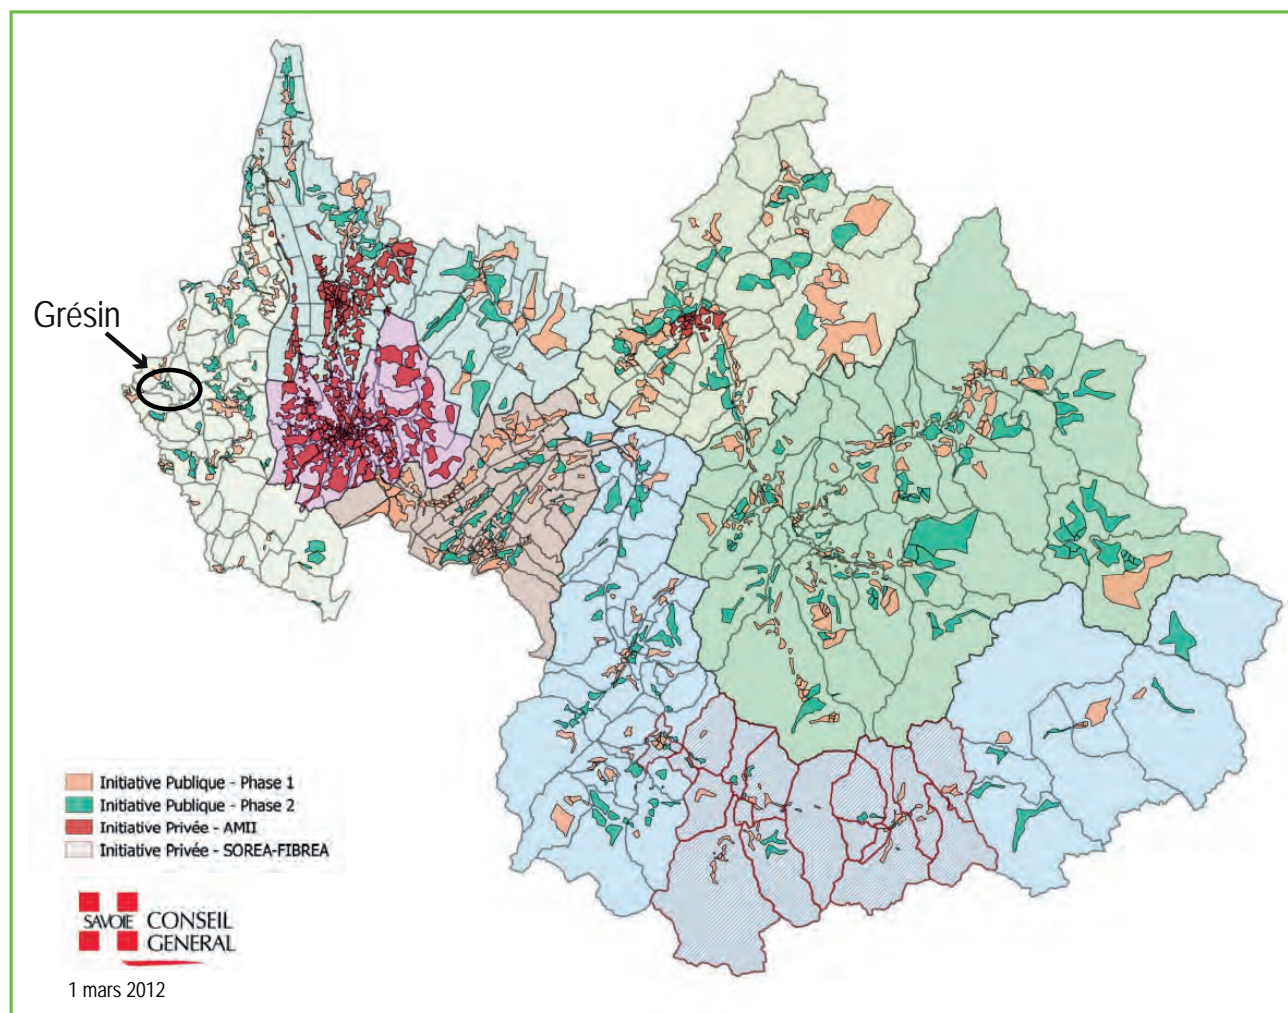 Grésin
Initiative Publique - Phase 1
Initiative Publique - Phase 2
Initiative Privée - AMII
Initiative Privée - SOREA-FIBREA
SAVOIE CONSEIL
GENERAL
1 mars 2012